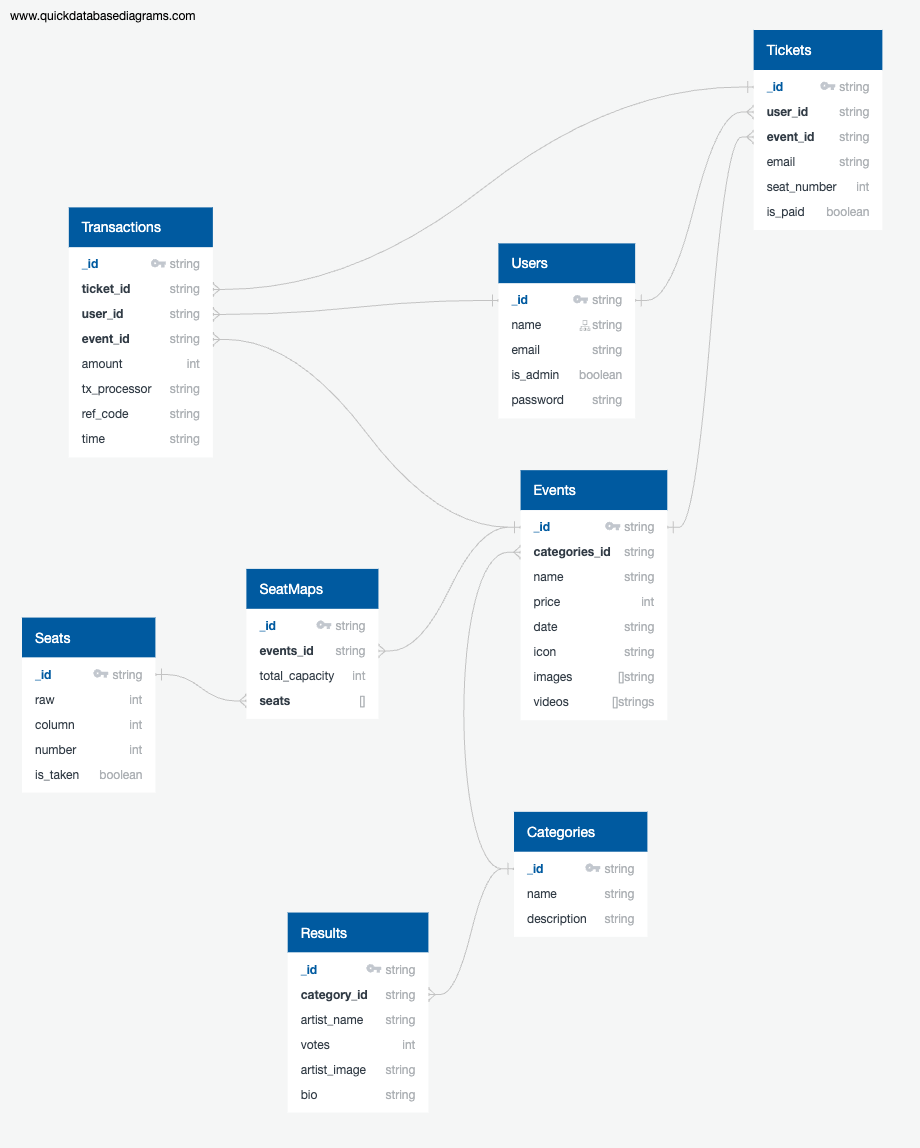 www.quickdatabasediagrams.com
Tickets
_id string
user_id string
event_id string
email string
seat_number int
is_paid boolean
Transactions
_id string
ticket_id string
user_id string
event_id string
amount int
tx_processor string
ref_code string
time string
Users
_id string
name string
email string
is_admin boolean
password string
Events
_id string
categories_id string
name string
price int
date string
icon string
images []string
videos []strings
SeatMaps
_id string
events_id string
total_capacity int
seats []
Seats
_id string
raw int
column int
number int
is_taken boolean
Categories
_id string
name string
description string
Results
_id string
category_id string
artist_name string
votes int
artist_image string
bio string